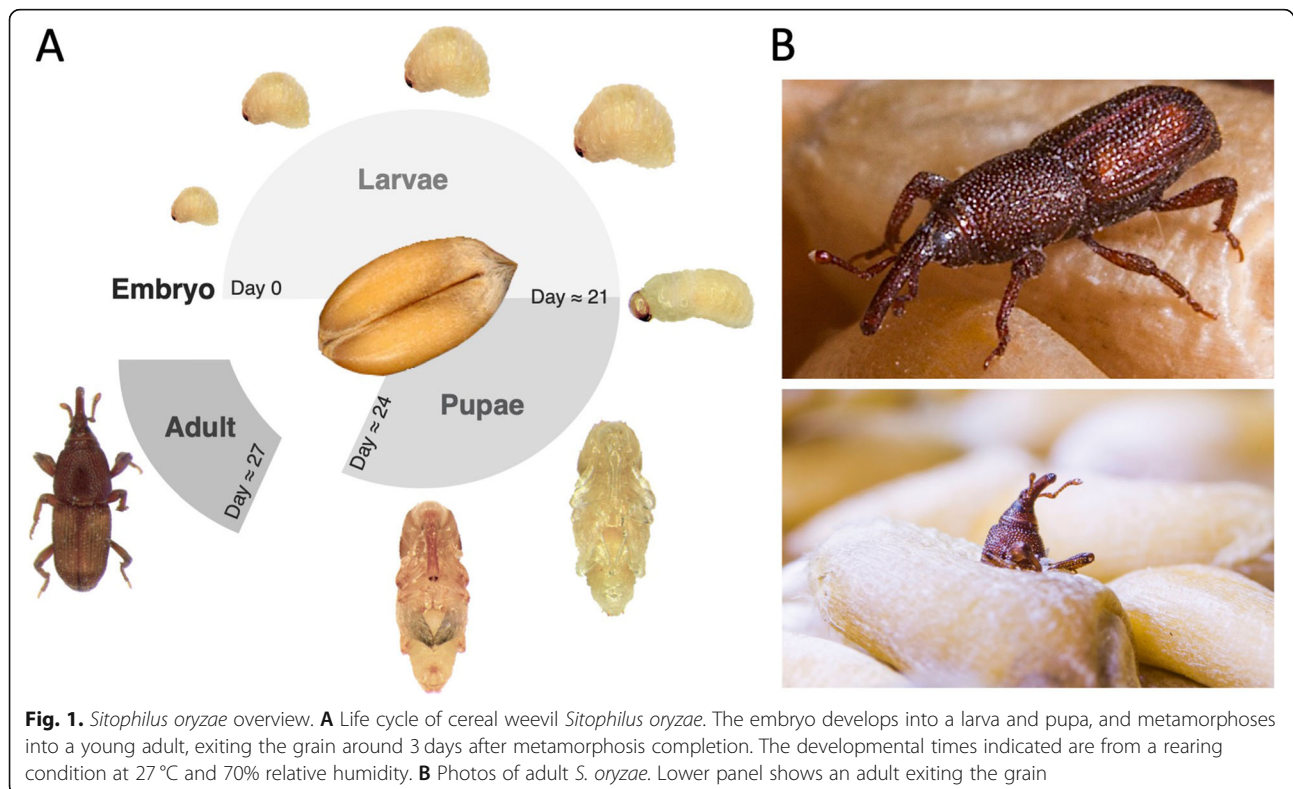 A
B
Larvae
Embryo
Day 0
Day ≈ 21
Pupae
Day ≈ 24
Adult
Day ≈ 27
Fig. 1. Sitophilus oryzae overview. A Life cycle of cereal weevil Sitophilus oryzae. The embryo develops into a larva and pupa, and metamorphoses
into a young adult, exiting the grain around 3 days after metamorphosis completion. The developmental times indicated are from a rearing
condition at 27 °C and 70% relative humidity. B Photos of adult S. oryzae. Lower panel shows an adult exiting the grain